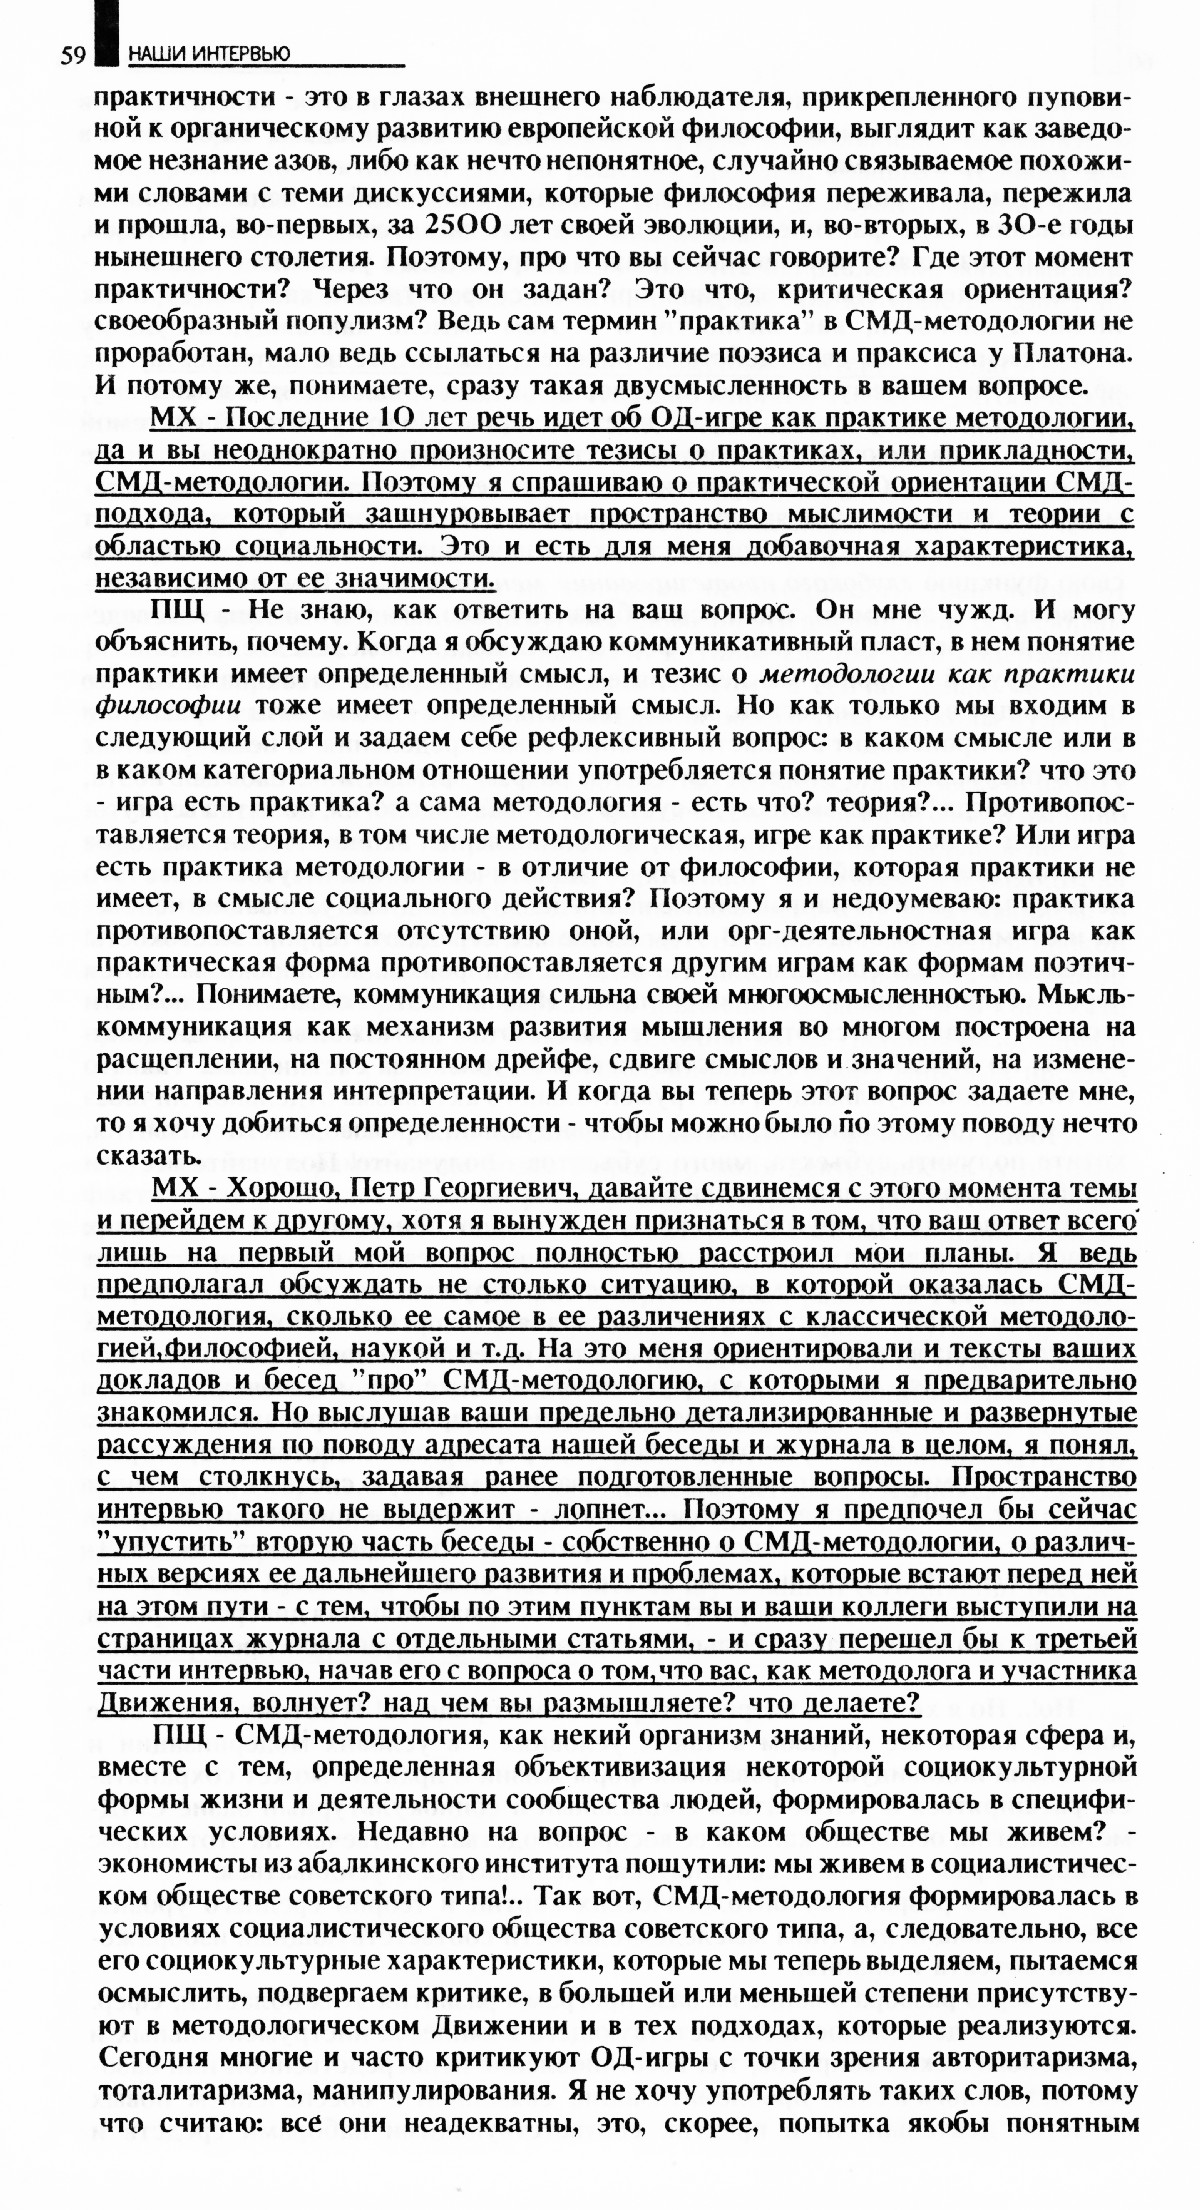 59 НАШИ ИНТЕРВЬЮ
практичности - это в глазах внешнего наблюдателя, прикрепленного пупови-
ной к органическому развитию европейской философии, выглядит как заведо-
мое незнание азов, либо как нечто непонятное, случайно связываемое похожи-
ми словами с теми дискуссиями, которые философия переживала, пережила
и прошла, во-первых, за 25ОО лет своей эволюции, и, во-вторых, в 3О-е годы
нынешнего столетия. Поэтому, про что вы сейчас говорите? Где этот момент
практичности? Через что он задан? Это что, критическая ориентация?
своеобразный популизм? Ведь сам термин "практика" в СМД-методологии не
проработан, мало ведь ссылаться на различие поэзиса и праксиса у Платона.
И потому же, понимаете, сразу такая двусмысленность в вашем вопросе.
МХ - Последние 1О лет речь идет об ОД-игре как практике методологии,
да и вы неоднократно произносите тезисы о практиках, или прикладности,
СМД-методологии. Поэтому я спрашиваю о практической ориентации СМД-
подхода, который зашнуровывает пространство мыслимости и теории с
областью социальности. Это и есть для меня добавочная характеристика,
независимо от ее значимости.
ПЩ - Не знаю, как ответить на ваш вопрос. Он мне чужд. И могу
объяснить, почему. Когда я обсуждаю коммуникативный пласт, в нем понятие
практики имеет определенный смысл, и тезис о методологии как практики
философии тоже имеет определенный смысл. Но как только мы входим в
следующий слой и задаем себе рефлексивный вопрос: в каком смысле или в
в каком категориальном отношении употребляется понятие практики? что это
- игра есть практика? а сама методология - есть что? теория?... Противопос-
тавляется теория, в том числе методологическая, игре как практике? Или игра
есть практика методологии - в отличие от философии, которая практики не
имеет, в смысле социального действия? Поэтому я и недоумеваю: практика
противопоставляется отсутствию оной, или орг-деятельностная игра как
практическая форма противопоставляется другим играм как формам поэтич-
ным?... Понимаете, коммуникация сильна своей многоосмысленностью. Мысль-
коммуникация как механизм развития мышления во многом построена на
расщеплении, на постоянном дрейфе, сдвиге смыслов и значений, на измене-
нии направления интерпретации. И когда вы теперь этот вопрос задаете мне,
то я хочу добиться определенности - чтобы можно было по этому поводу нечто
сказать.
МХ - Хорошо, Петр Георгиевич, давайте сдвинемся с этого момента темы
и перейдем к другому, хотя я вынужден признаться в том, что ваш ответ всего
лишь на первый мой вопрос полностью расстроил мои планы. Я ведь
предполагал обсуждать не столько ситуацию, в которой оказалась СМД-
методология, сколько ее самое в ее различениях с классической методоло-
гией,философией, наукой и т.д. На это меня ориентировали и тексты ваших
докладов и бесед "про" СМД-методологию, с которыми я предварительно
знакомился. Но выслушав ваши предельно детализированные и развернутые
рассуждения по поводу адресата нашей беседы и журнала в целом, я понял,
с чем столкнусь, задавая ранее подготовленные вопросы. Пространство
интервью такого не выдержит - лопнет... Поэтому я предпочел бы сейчас
"упустить" вторую часть беседы - собственно о СМД-методологии, о различ-
ных версиях ее дальнейшего развития и проблемах, которые встают перед ней
на этом пути - с тем, чтобы по этим пунктам вы и ваши коллеги выступили на
страницах журнала с отдельными статьями, - и сразу перешел бы к третьей
части интервью, начав его с вопроса о том,что вас, как методолога и участника
Движения, волнует? над чем вы размышляете? что делаете?
ПЩ - СМД-методология, как некий организм знаний, некоторая сфера и,
вместе с тем, определенная объективизация некоторой социокультурной
формы жизни и деятельности сообщества людей, формировалась в специфи-
ческих условиях. Недавно на вопрос - в каком обществе мы живем? -
экономисты из абалкинского института пошутили: мы живем в социалистичес-
ком обществе советского типа!.. Так вот, СМД-методология формировалась в
условиях социалистического общества советского типа, а, следовательно, все
его социокультурные характеристики, которые мы теперь выделяем, пытаемся
осмыслить, подвергаем критике, в большей или меньшей степени присутству-
ют в методологическом Движении и в тех подходах, которые реализуются.
Сегодня многие и часто критикуют ОД-игры с точки зрения авторитаризма,
тоталитаризма, манипулирования. Я не хочу употреблять таких слов, потому
что считаю: все они неадекватны, это, скорее, попытка якобы понятным